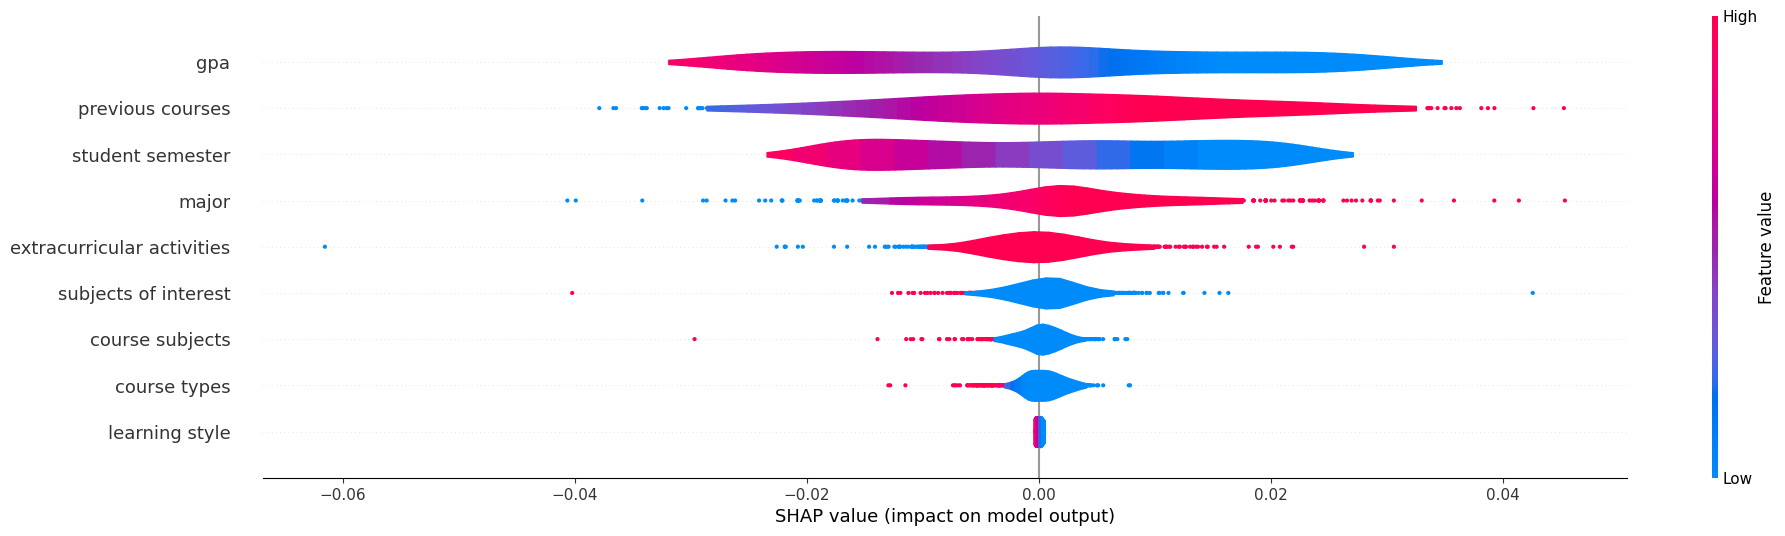 gpa
previous courses
student semester
major
extracurricular activities
subjects of interest
course subjects
course types
learning style
−0.06 −0.04 −0.02 0.00 0.02 0.04
SHAP value (impact on model output)
High
Feature value
Low